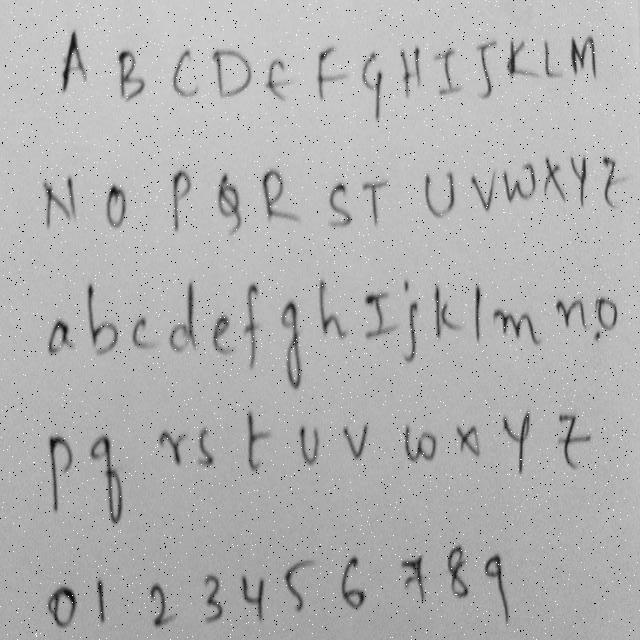 A B C D E F G H I J K L M
N O P Q R S T U V W X Y Z
a b c d e f g h I j k l m n o
p q r s t u v w x y z
0 1 2 3 4 5 6 7 8 9